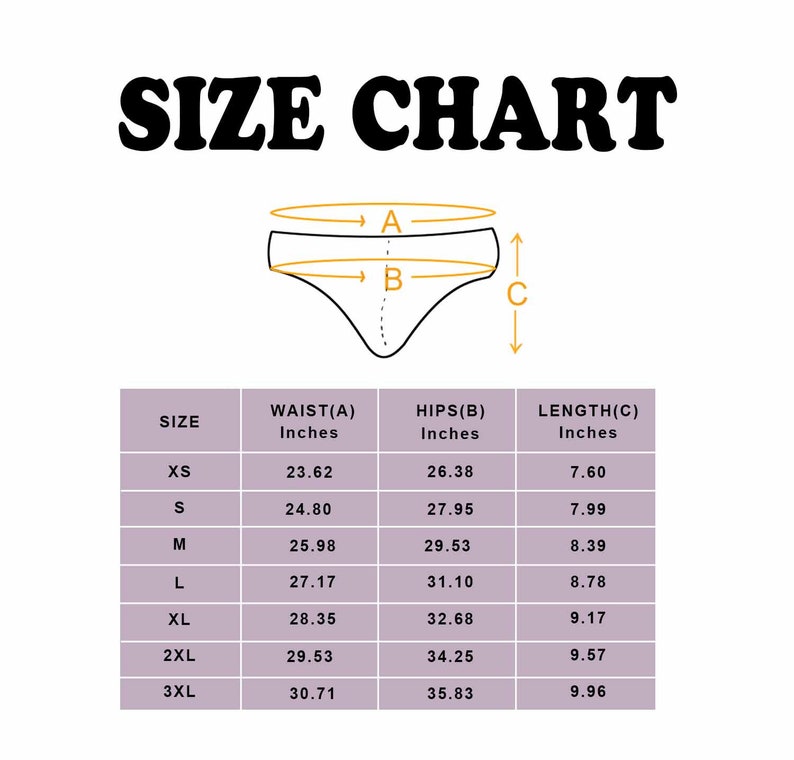 SIZE CHART
A
B
C
SIZE WAIST(A) Inches HIPS(B) Inches LENGTH(C) Inches
XS 23.62 26.38 7.60
S 24.80 27.95 7.99
M 25.98 29.53 8.39
L 27.17 31.10 8.78
XL 28.35 32.68 9.17
2XL 29.53 34.25 9.57
3XL 30.71 35.83 9.96